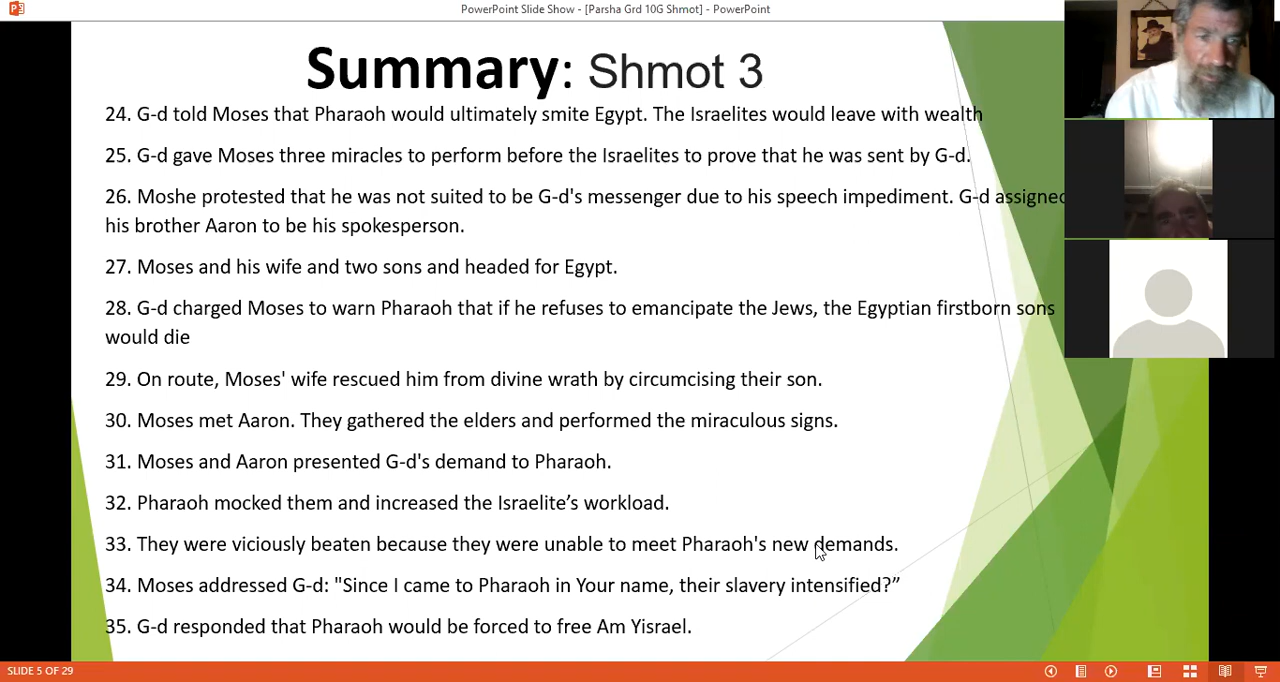 PowerPoint Slide Show - [Parsha Grd 10G Shmot] - PowerPoint
Summary: Shmot 3
24. G-d told Moses that Pharaoh would ultimately smite Egypt. The Israelites would leave with wealth
25. G-d gave Moses three miracles to perform before the Israelites to prove that he was sent by G-d.
26. Moshe protested that he was not suited to be G-d's messenger due to his speech impediment. G-d assigned
his brother Aaron to be his spokesperson.
27. Moses and his wife and two sons and headed for Egypt.
28. G-d charged Moses to warn Pharaoh that if he refuses to emancipate the Jews, the Egyptian firstborn sons
would die
29. On route, Moses' wife rescued him from divine wrath by circumcising their son.
30. Moses met Aaron. They gathered the elders and performed the miraculous signs.
31. Moses and Aaron presented G-d's demand to Pharaoh.
32. Pharaoh mocked them and increased the Israelite’s workload.
33. They were viciously beaten because they were unable to meet Pharaoh's new demands.
34. Moses addressed G-d: "Since I came to Pharaoh in Your name, their slavery intensified?”
35. G-d responded that Pharaoh would be forced to free Am Yisrael.
SLIDE 5 OF 29